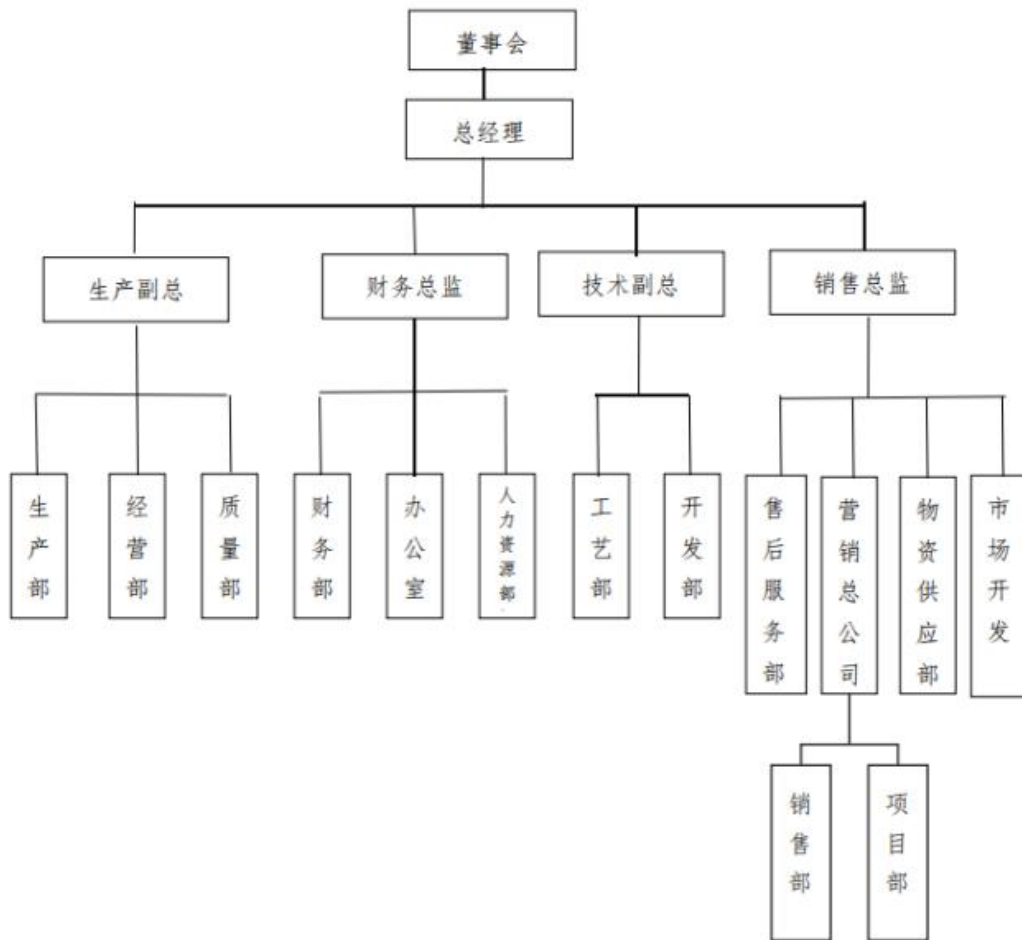 董事会
总经理
生产副总
财务总监
技术副总
销售总监
生产部
经营部
质量部
财务部
办公室
人力资源部
工艺部
开发部
售后服务部
营销总公司
物资供应部
市场开发
销售部
项目部